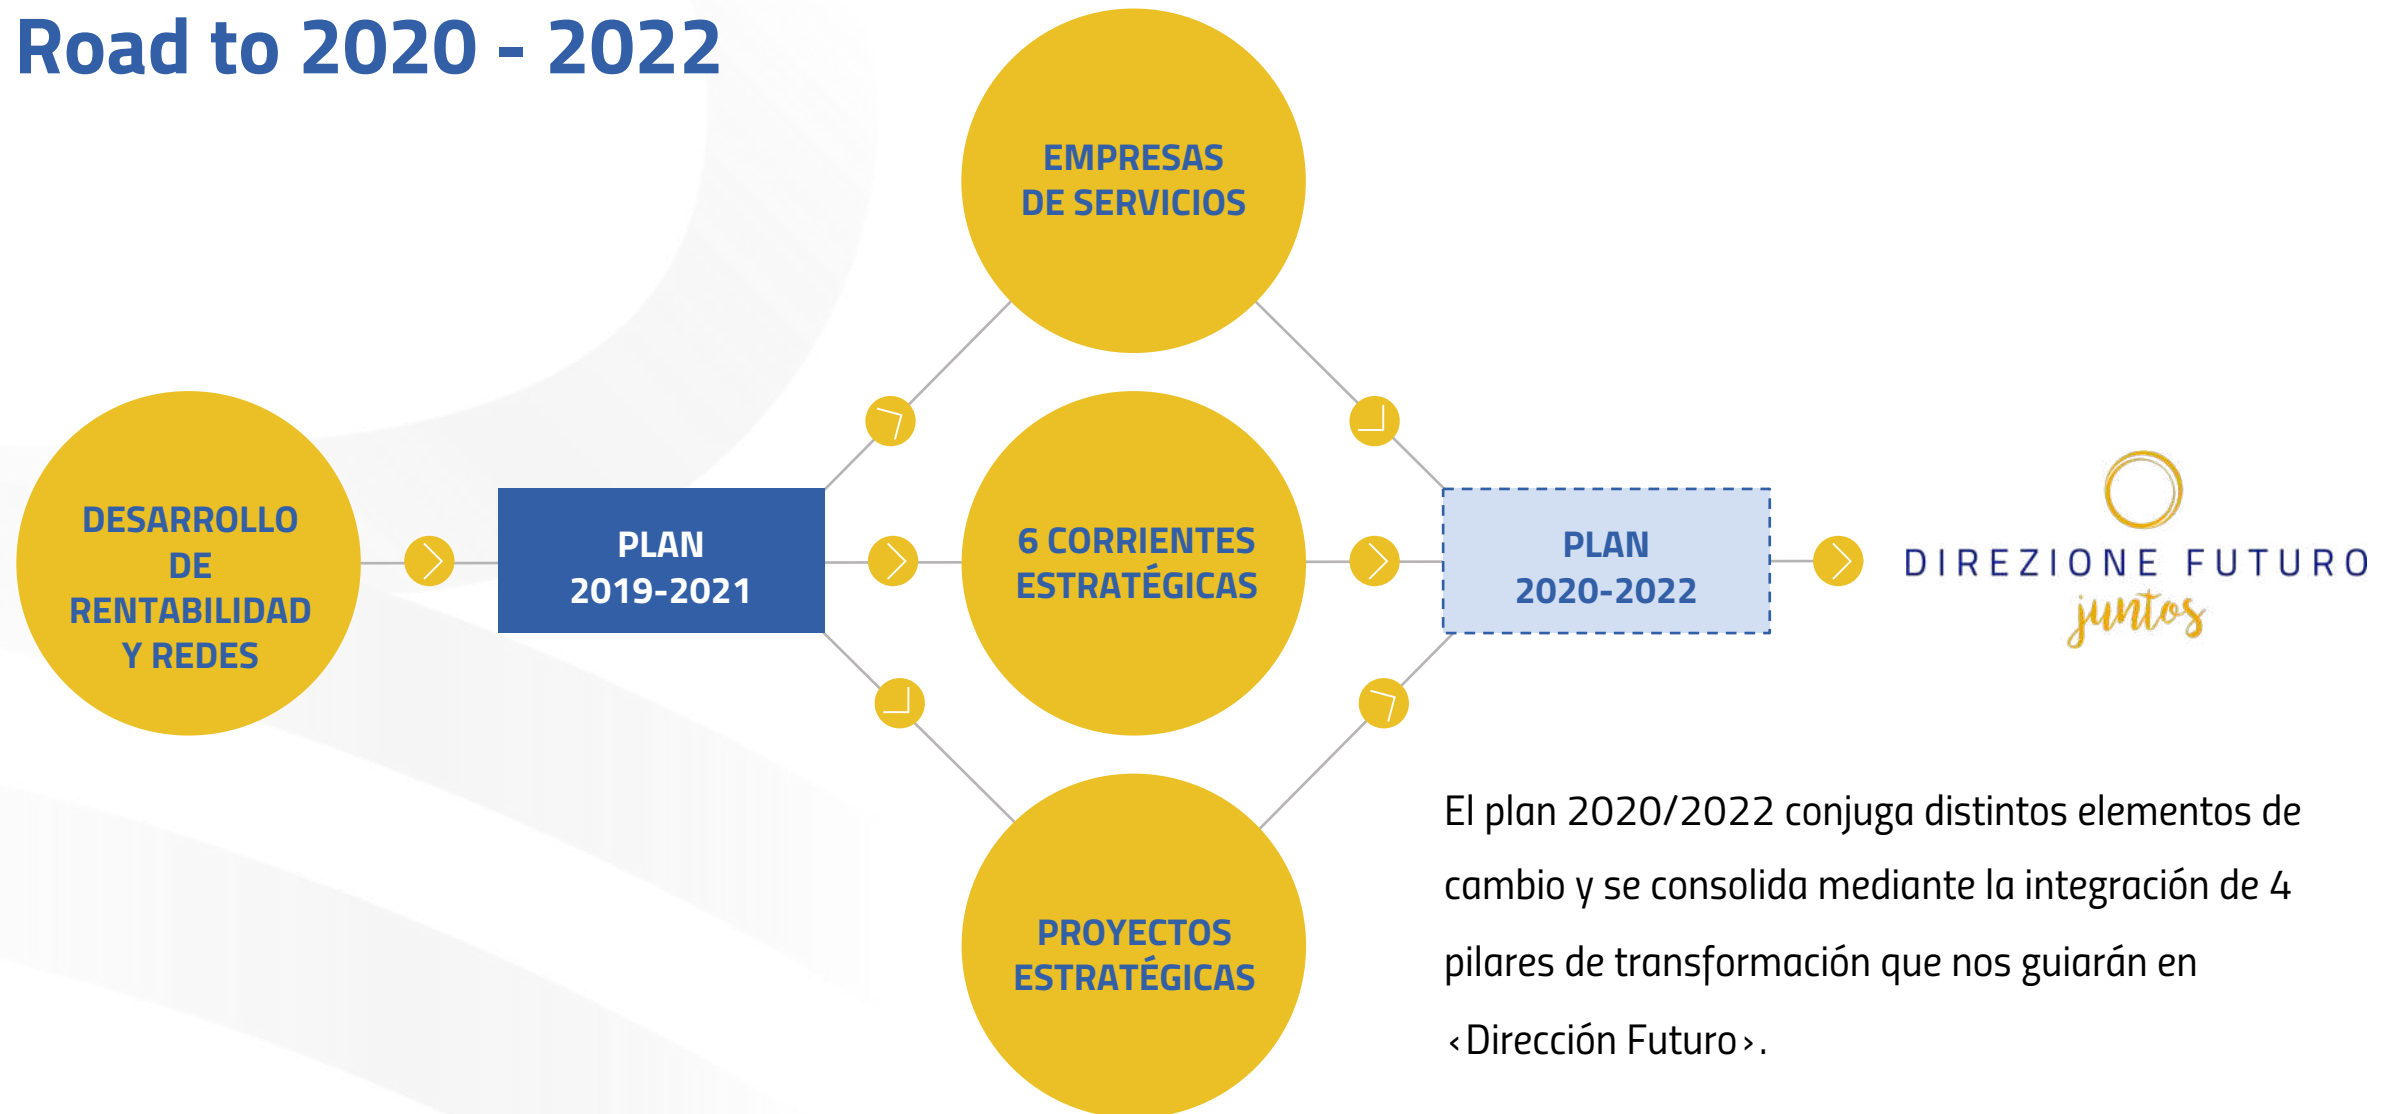 Road to 2020 - 2022
EMPRESAS
DE SERVICIOS
DESARROLLO
DE
RENTABILIDAD
Y REDES
PLAN
2019-2021
6 CORRIENTES
ESTRATÉGICAS
PLAN
2020-2022
DIREZIONE FUTURO
juntos
PROYECTOS
ESTRATÉGICAS
El plan 2020/2022 conjuga distintos elementos de
cambio y se consolida mediante la integración de 4
pilares de transformación que nos guiarán en
‹Dirección Futuro›.